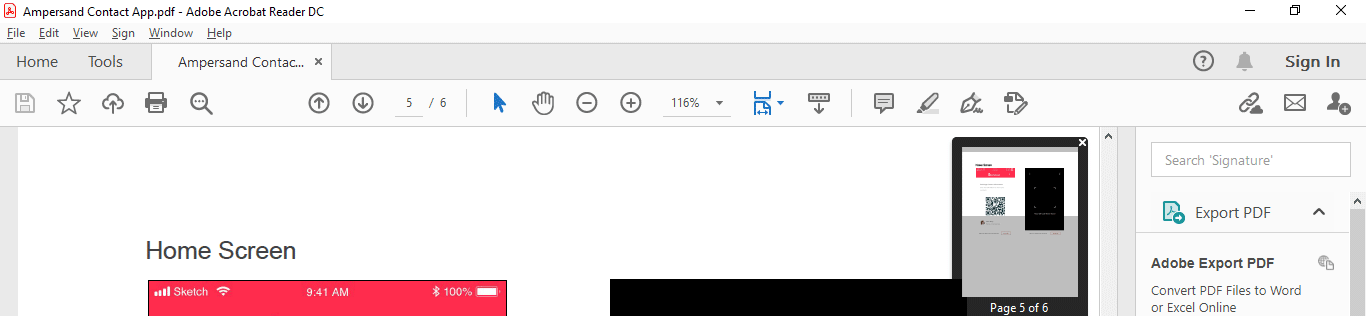 Ampersand Contact App.pdf - Adobe Acrobat Reader DC
File Edit View Sign Window Help
Home Tools Ampersand Contac... × ? Sign In
5 / 6 116%
Search 'Signature'
Export PDF
Adobe Export PDF
Convert PDF Files to Word
or Excel Online
Home Screen
Sketch 9:41 AM 100%
Home Screen
Page 5 of 6